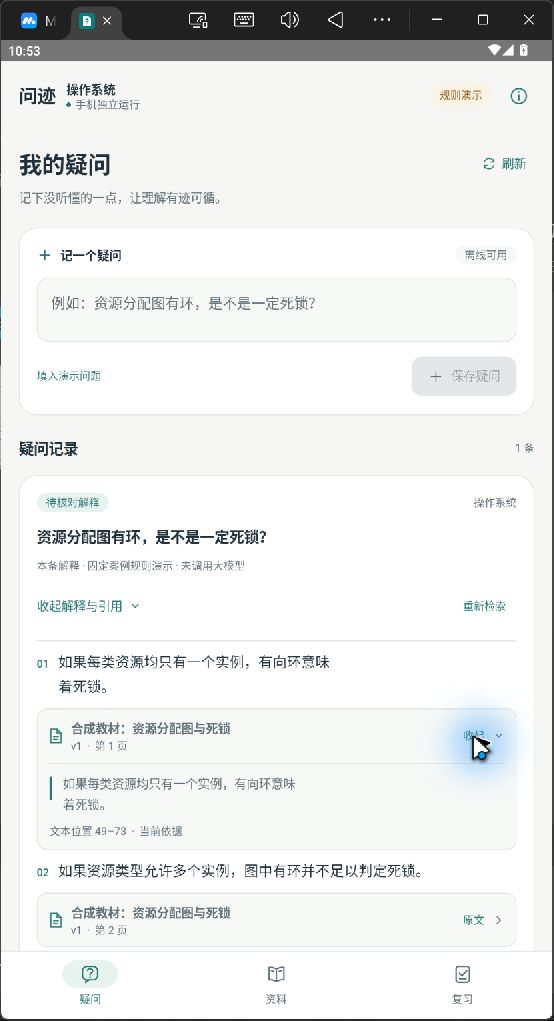 M
10:53
问迹
操作系统
手机独立运行
规则演示
我的疑问
刷新
记下没听懂的一点，让理解有迹可循。
记一个疑问
离线可用
例如：资源分配图有环，是不是一定死锁？
填入演示问题
保存疑问
疑问记录
1 条
待核对解释
操作系统
资源分配图有环，是不是一定死锁？
本条解释 · 固定案例规则演示 · 未调用大模型
收起解释与引用
重新检索
01 如果每类资源均只有一个实例，有向环意味
着死锁。
合成教材：资源分配图与死锁
v1 · 第 1 页
收起
如果每类资源均只有一个实例，有向环意味
着死锁。
文本位置 49–73 · 当前依据
02 如果资源类型允许多个实例，图中有环并不足以判定死锁。
合成教材：资源分配图与死锁
v1 · 第 2 页
原文
疑问
资料
复习